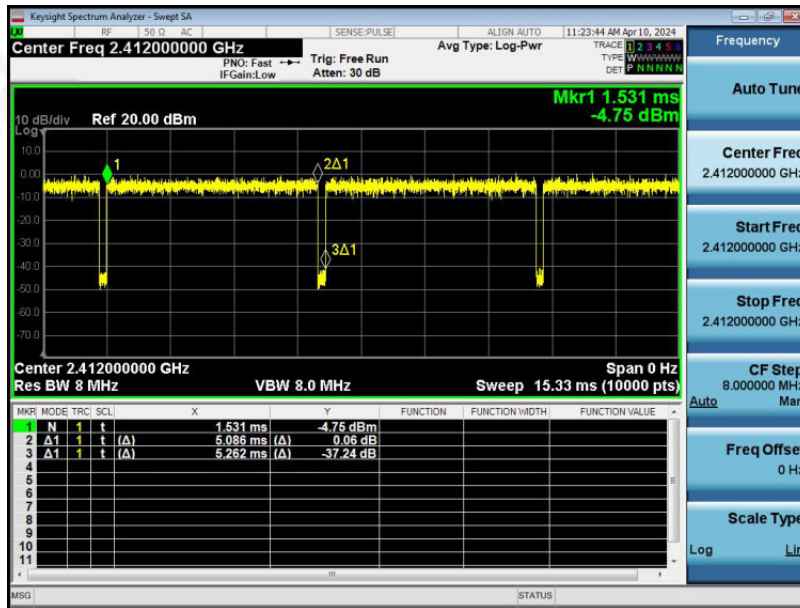 Keysight Spectrum Analyzer - Swept SA
RF 50 Ω AC SENSE:PULSE ALIGN AUTO 11:23:44 AM Apr 10, 2024
Center Freq 2.412000000 GHz
PNO: Fast
IFGain:Low
Trig: Free Run
Atten: 30 dB
Avg Type: Log-Pwr
TRACE 1 2 3 4 5 6
TYPE W
DET P N N N N N
Mkr1 1.531 ms
-4.75 dBm
10 dB/div Ref 20.00 dBm
Log
10.0
0.00
-10.0
-20.0
-30.0
-40.0
-50.0
-60.0
-70.0
1
2Δ1
3Δ1
Center 2.412000000 GHz Span 0 Hz
Res BW 8 MHz VBW 8.0 MHz Sweep 15.33 ms (10000 pts)
MKR MODE TRC SCL X Y FUNCTION FUNCTION WIDTH FUNCTION VALUE
1 N 1 t 1.531 ms -4.75 dBm
2 Δ1 1 t (Δ) 5.086 ms (Δ) 0.06 dB
3 Δ1 1 t (Δ) 5.262 ms (Δ) -37.24 dB
4
5
6
7
8
9
10
11
MSG STATUS
Frequency
Auto Tune
Center Freq
2.412000000 GHz
Start Freq
2.412000000 GHz
Stop Freq
2.412000000 GHz
CF Step
8.000000 MHz
Auto Man
Freq Offset
0 Hz
Scale Type
Log Lin